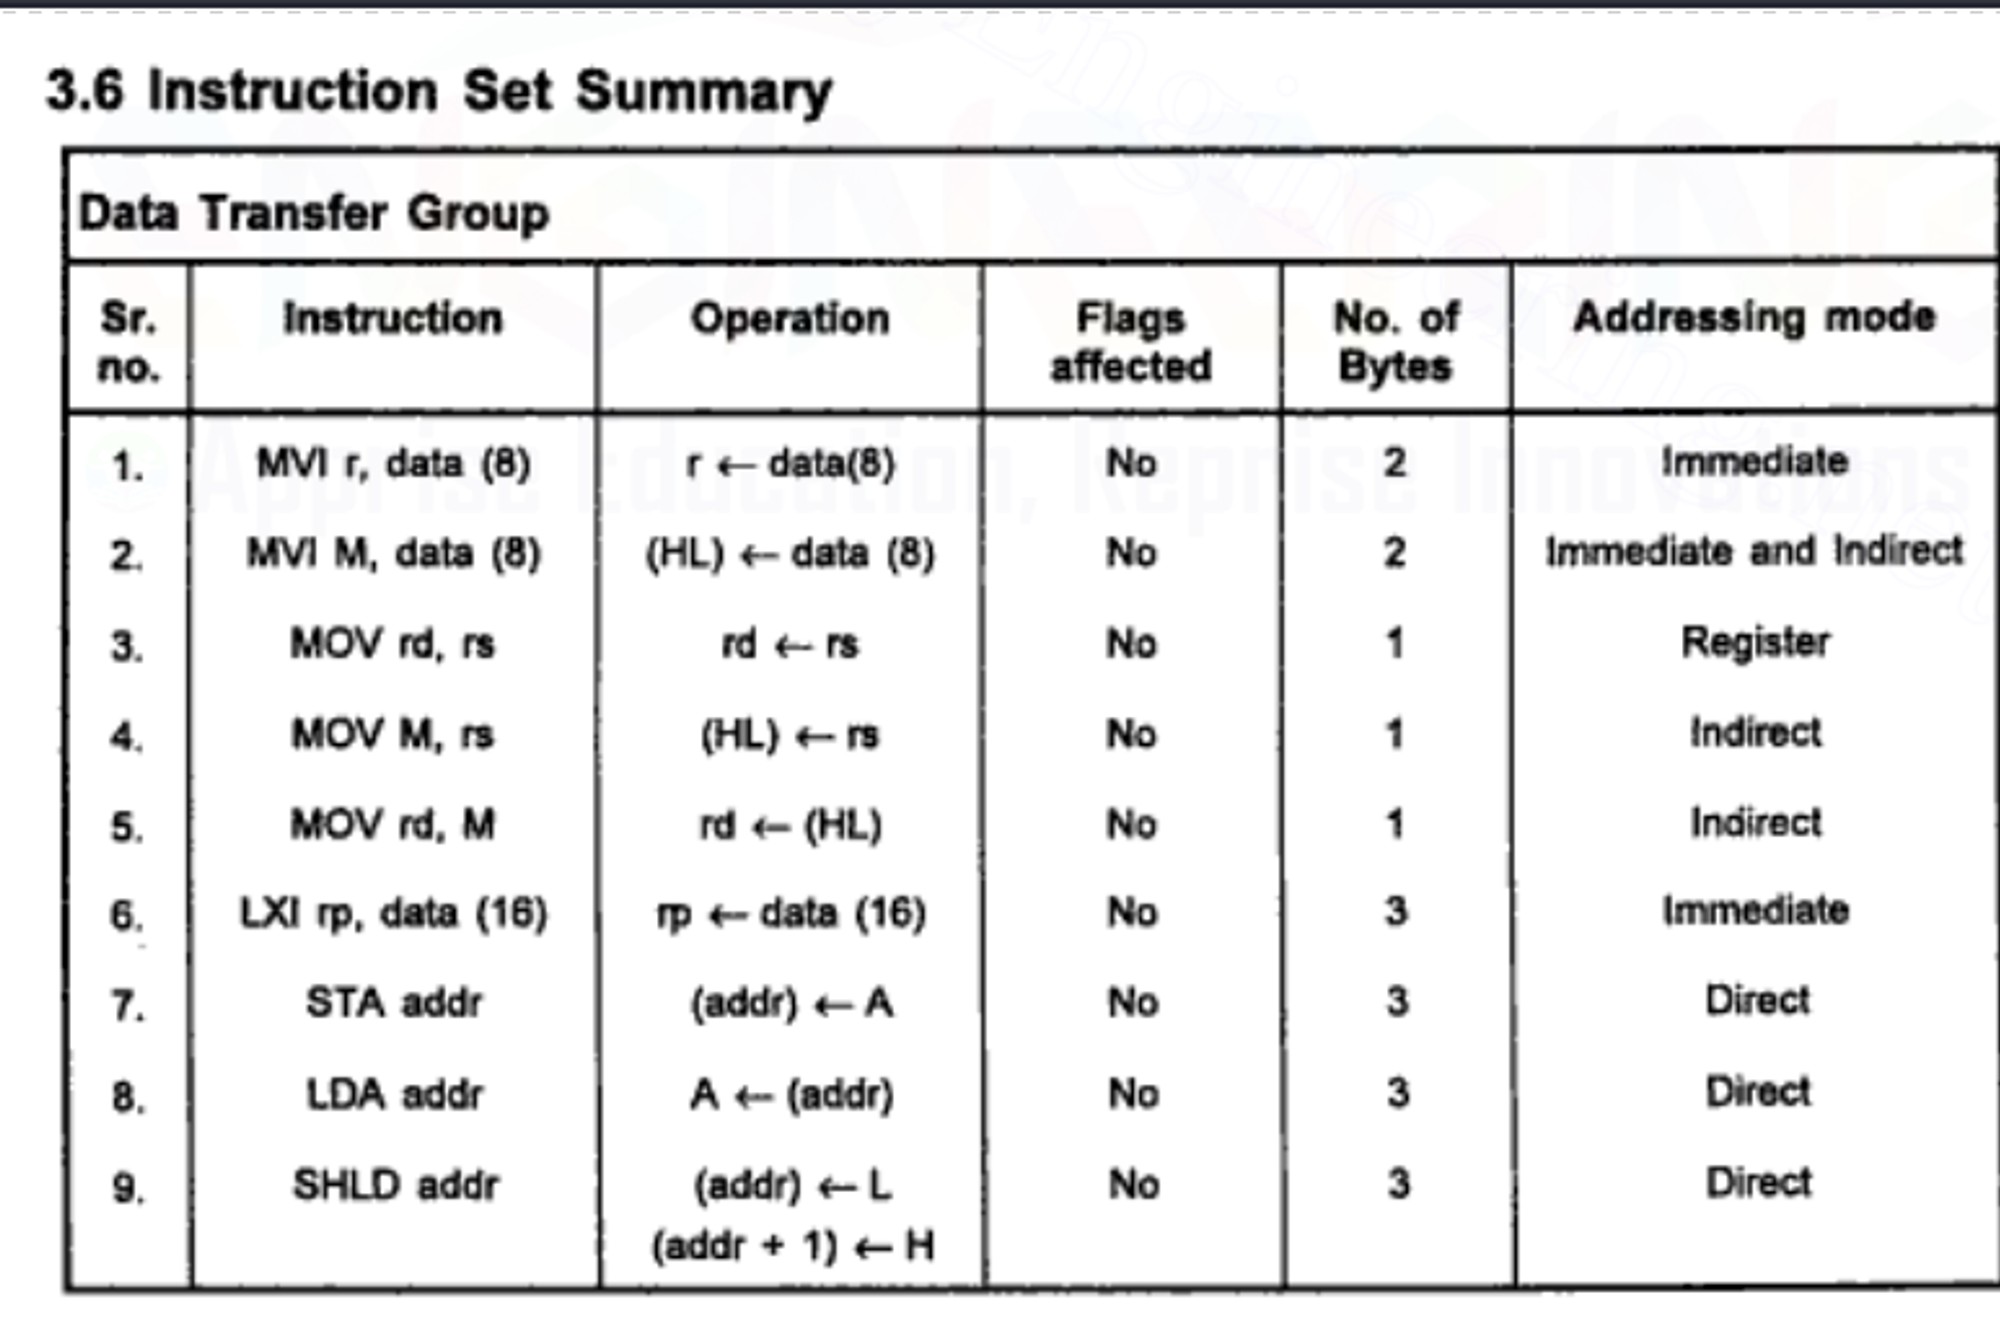 3.6 Instruction Set Summary
Data Transfer Group
Sr. no. Instruction Operation Flags affected No. of Bytes Addressing mode
1. MVI r, data (8) r ← data(8) No 2 Immediate
2. MVI M, data (8) (HL) ← data (8) No 2 Immediate and Indirect
3. MOV rd, rs rd ← rs No 1 Register
4. MOV M, rs (HL) ← rs No 1 Indirect
5. MOV rd, M rd ← (HL) No 1 Indirect
6. LXI rp, data (16) rp ← data (16) No 3 Immediate
7. STA addr (addr) ← A No 3 Direct
8. LDA addr A ← (addr) No 3 Direct
9. SHLD addr (addr) ← L No 3 Direct
(addr + 1) ← H
Apprise Education, Reprise Innovations